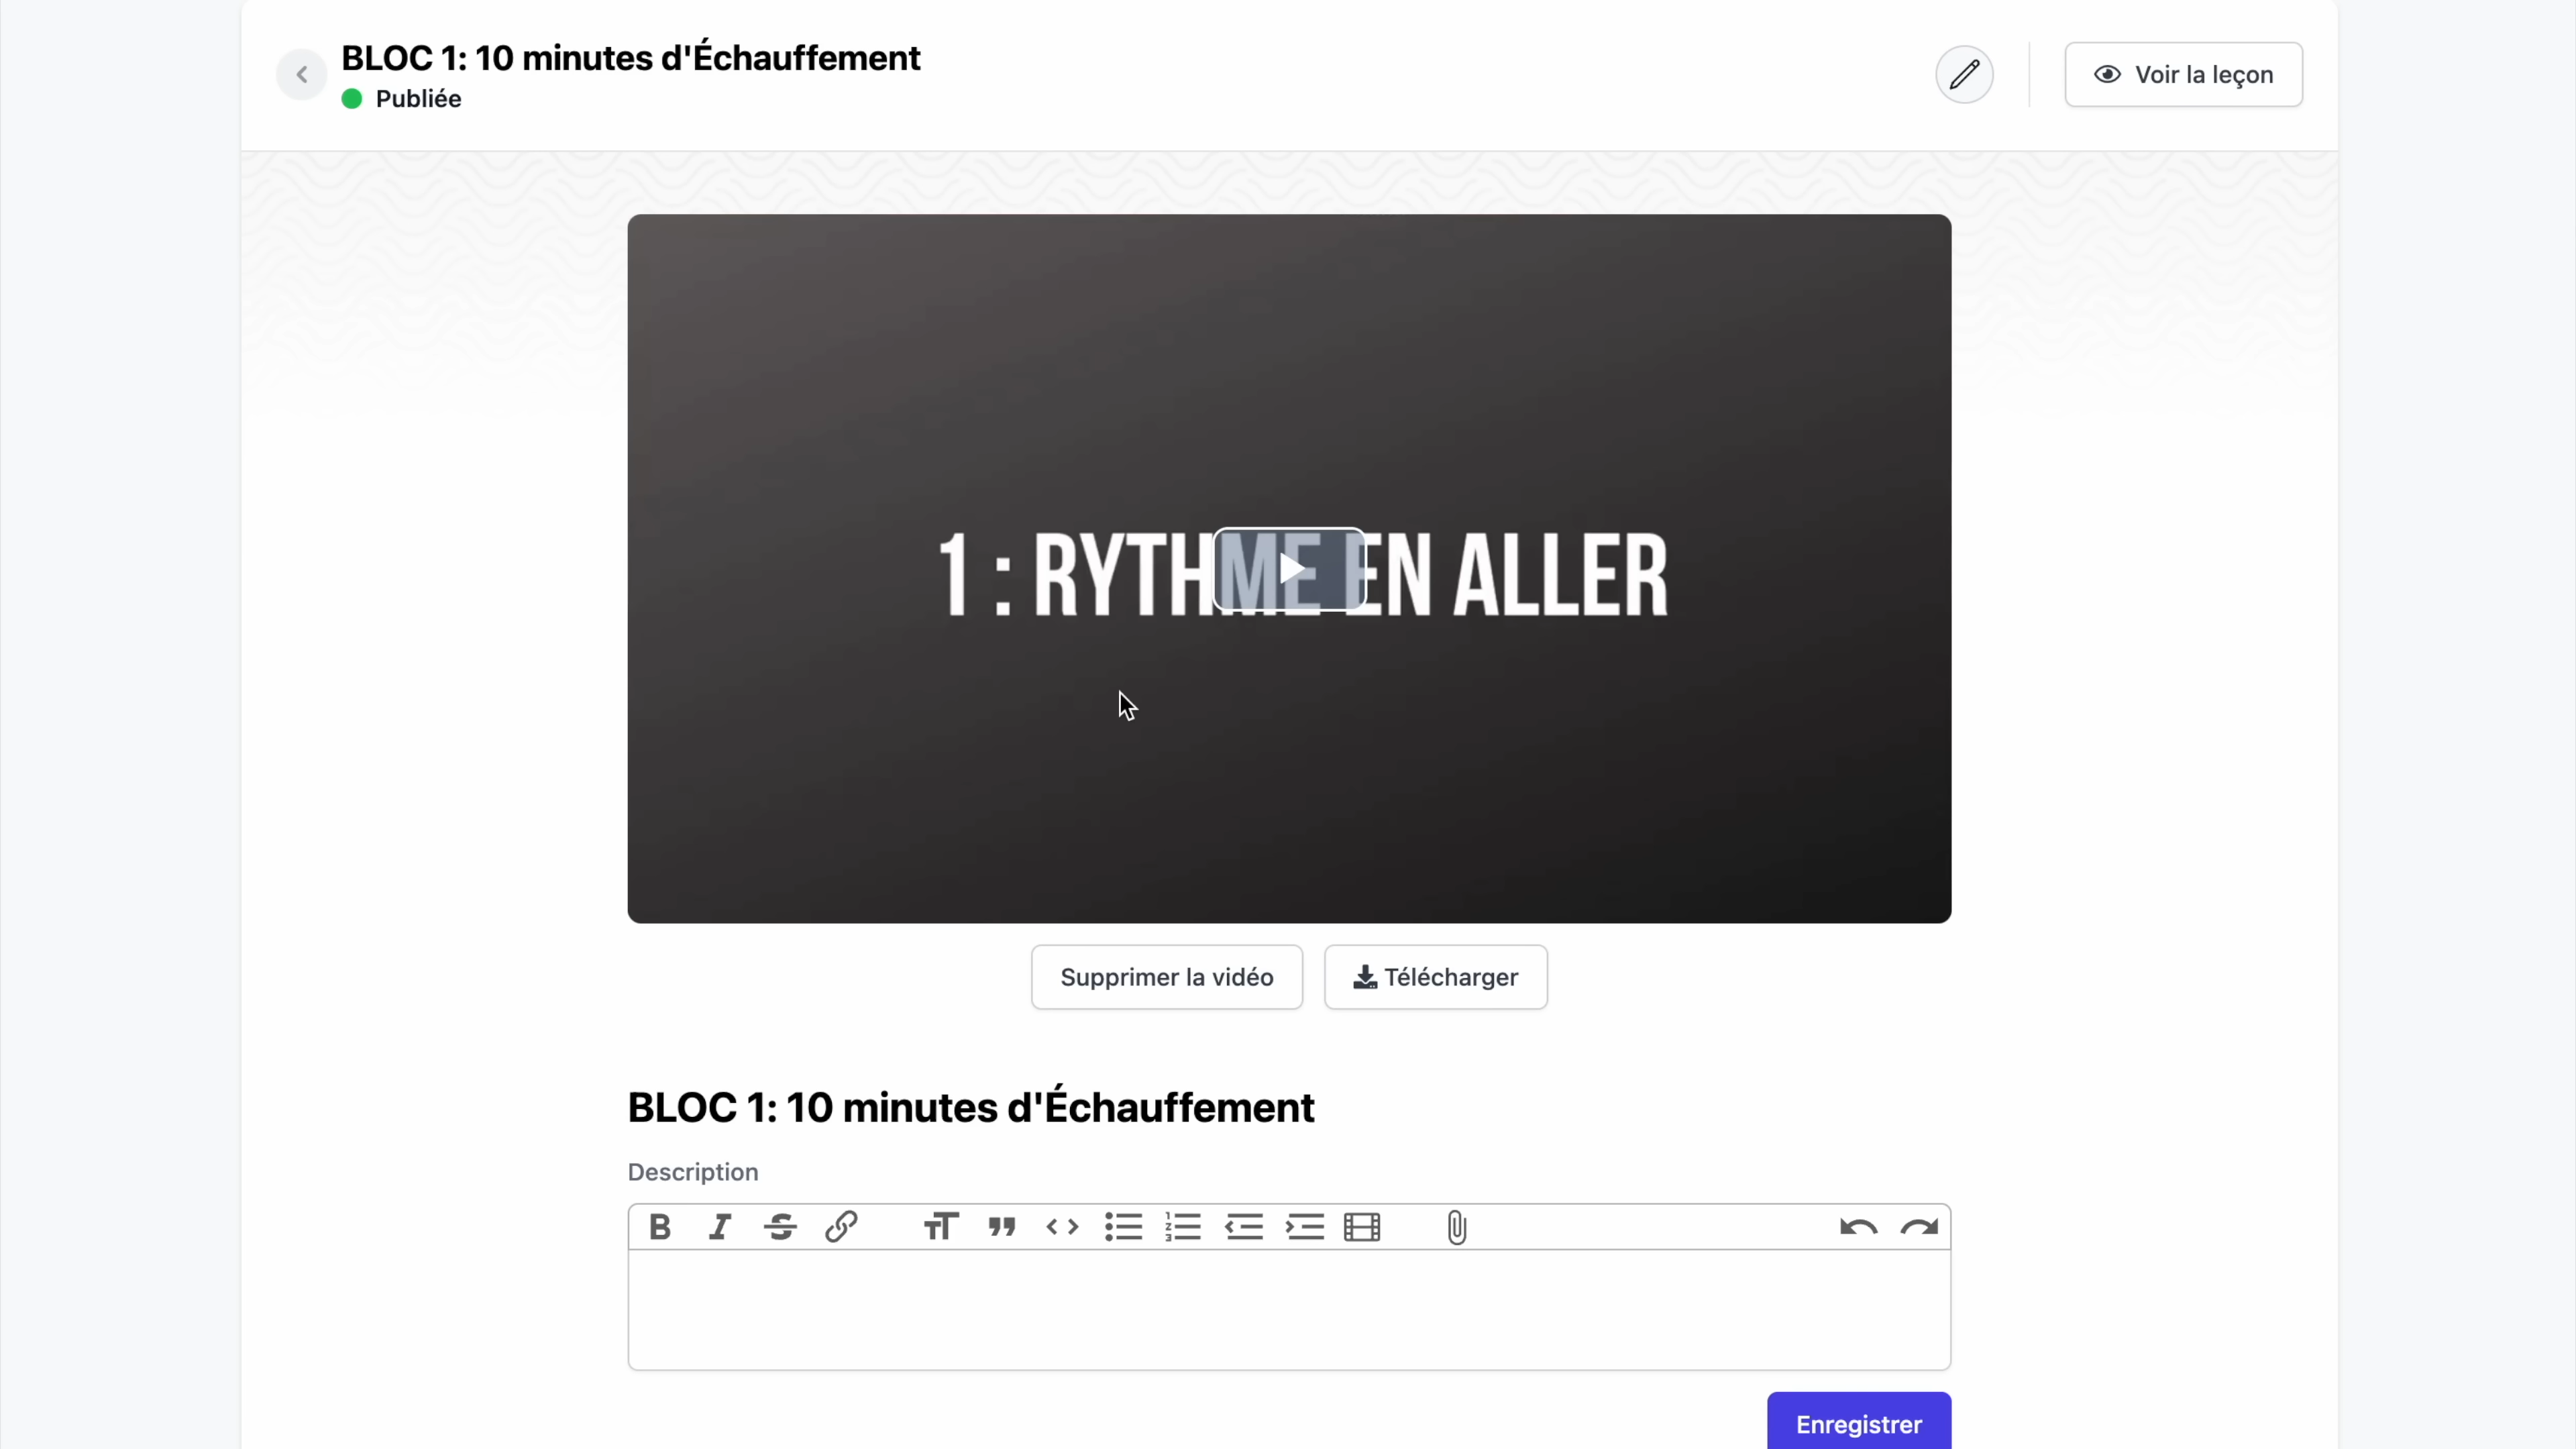 BLOC 1: 10 minutes d'Échauffement
Publiée
Voir la leçon
1 : RYTHME EN ALLER
Supprimer la vidéo
Télécharger
BLOC 1: 10 minutes d'Échauffement
Description
Enregistrer